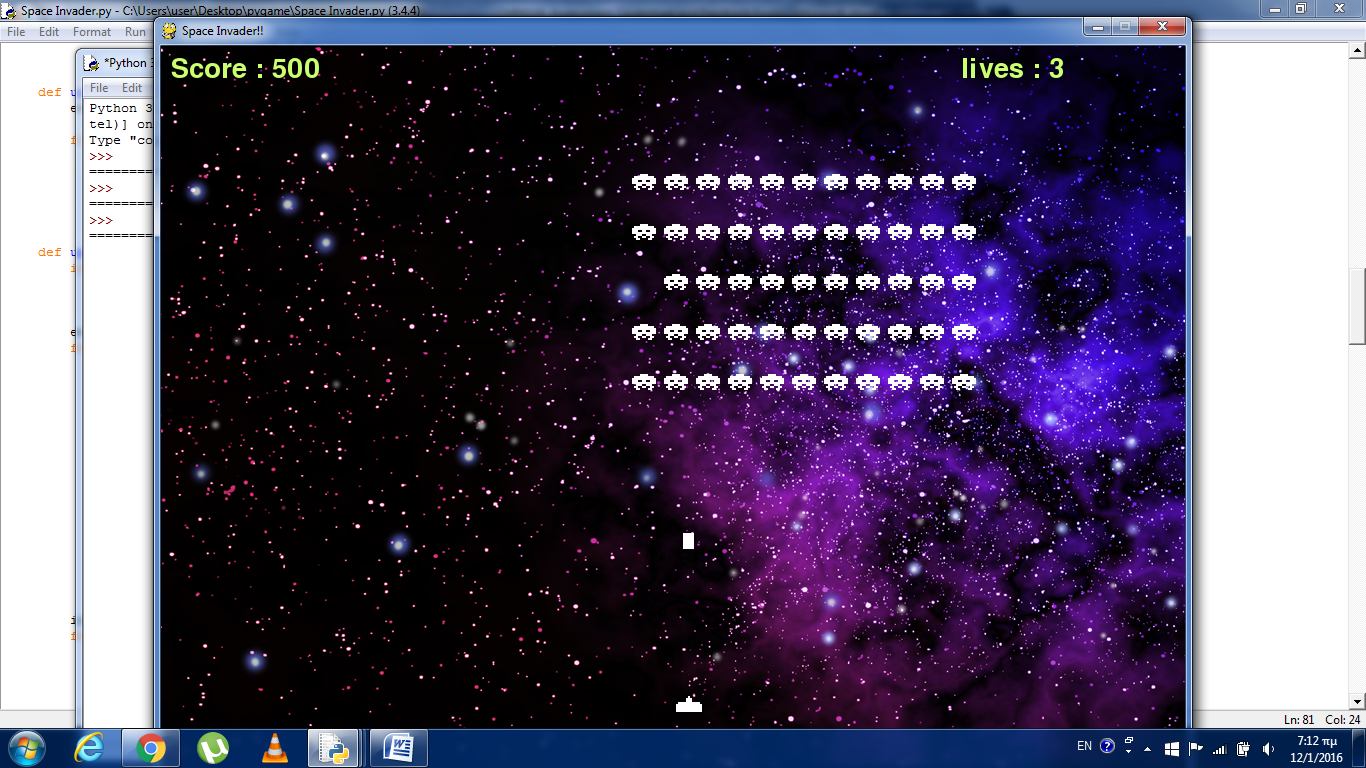 Space Invader.py - C:\Users\user\Desktop\pygame\Space Invader.py (3.4.4)
File Edit Format Run
Space Invader!!
*Python 3
File Edit
Score : 500
lives : 3
def u
e
f
Python 3
tel)] on
Type "co
>>>
=========
>>>
=========
>>>
=========
def u
i
e
f
i
f
Ln: 81 Col: 24
EN
7:12 πμ
12/1/2016